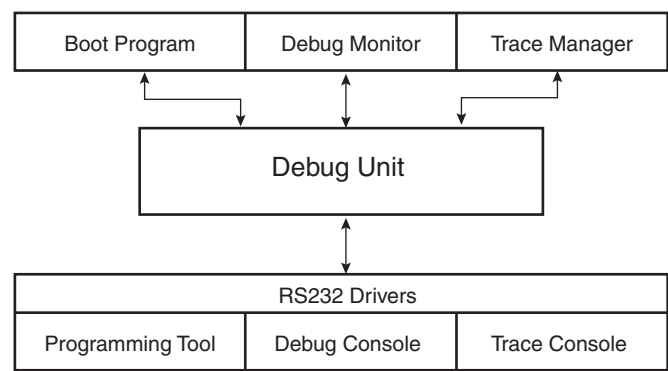 Boot Program
Debug Monitor
Trace Manager
Debug Unit
RS232 Drivers
Programming Tool
Debug Console
Trace Console